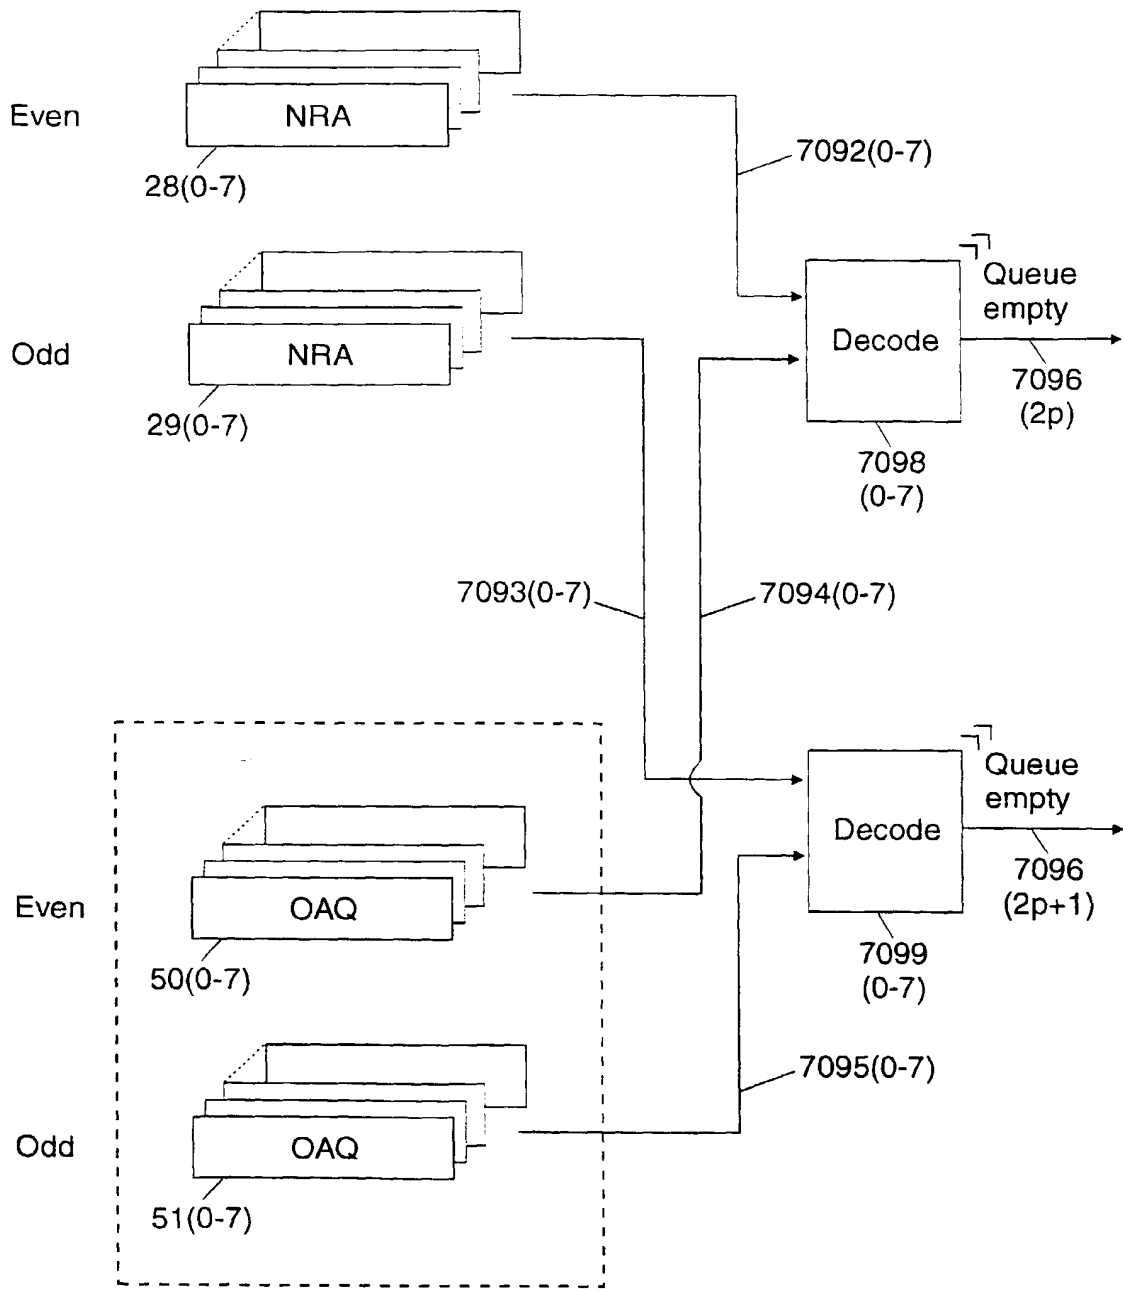 Even
NRA
28(0-7)
7092(0-7)
Odd
NRA
29(0-7)
Decode
¬¬
Queue
empty
7096
(2p)
7098
(0-7)
7093(0-7)
7094(0-7)
Even
OAQ
50(0-7)
Decode
¬¬
Queue
empty
7096
(2p+1)
7099
(0-7)
Odd
OAQ
51(0-7)
7095(0-7)